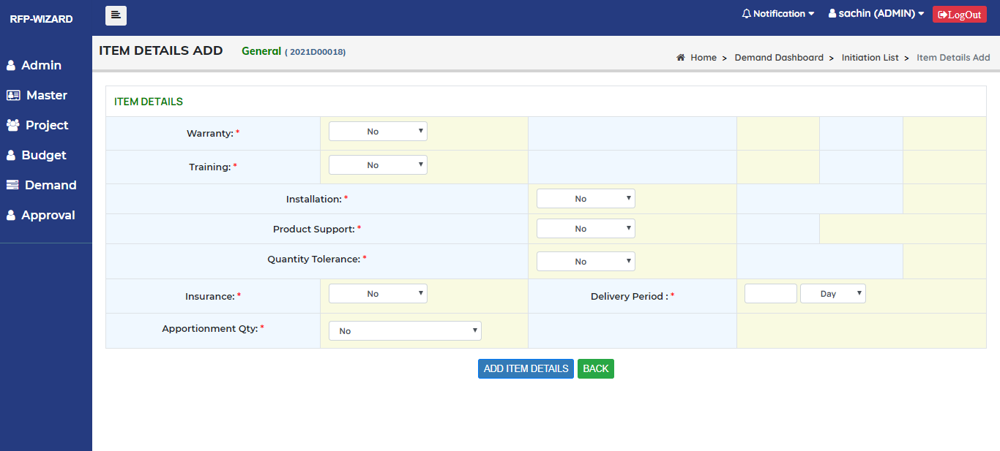 RFP-WIZARD
Notification
sachin (ADMIN)
LogOut
ITEM DETAILS ADD
General ( 2021D00018)
Home > Demand Dashboard > Initiation List > Item Details Add
Admin
Master
Project
Budget
Demand
Approval
ITEM DETAILS
Warranty: * No
Training: * No
Installation: * No
Product Support: * No
Quantity Tolerance: * No
Insurance: * No Delivery Period : * Day
Apportionment Qty: * No
ADD ITEM DETAILS BACK